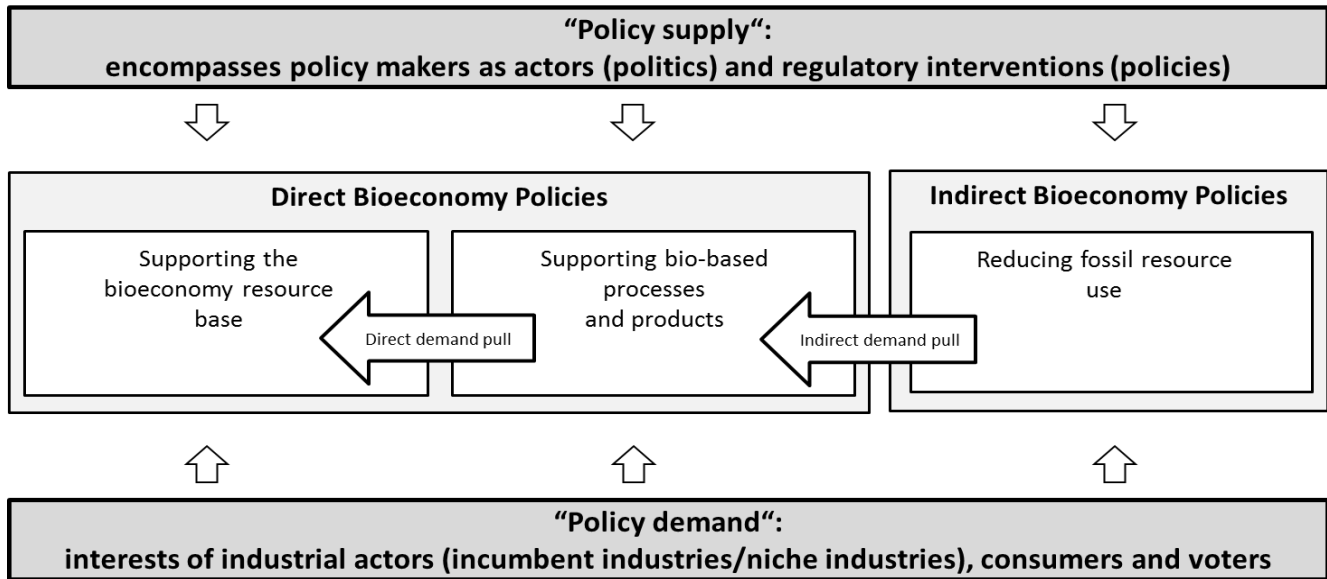 “Policy supply“:
encompasses policy makers as actors (politics) and regulatory interventions (policies)
Direct Bioeconomy Policies
Supporting the
bioeconomy resource
base
Direct demand pull
Supporting bio-based
processes
and products
Indirect demand pull
Indirect Bioeconomy Policies
Reducing fossil resource
use
“Policy demand“:
interests of industrial actors (incumbent industries/niche industries), consumers and voters